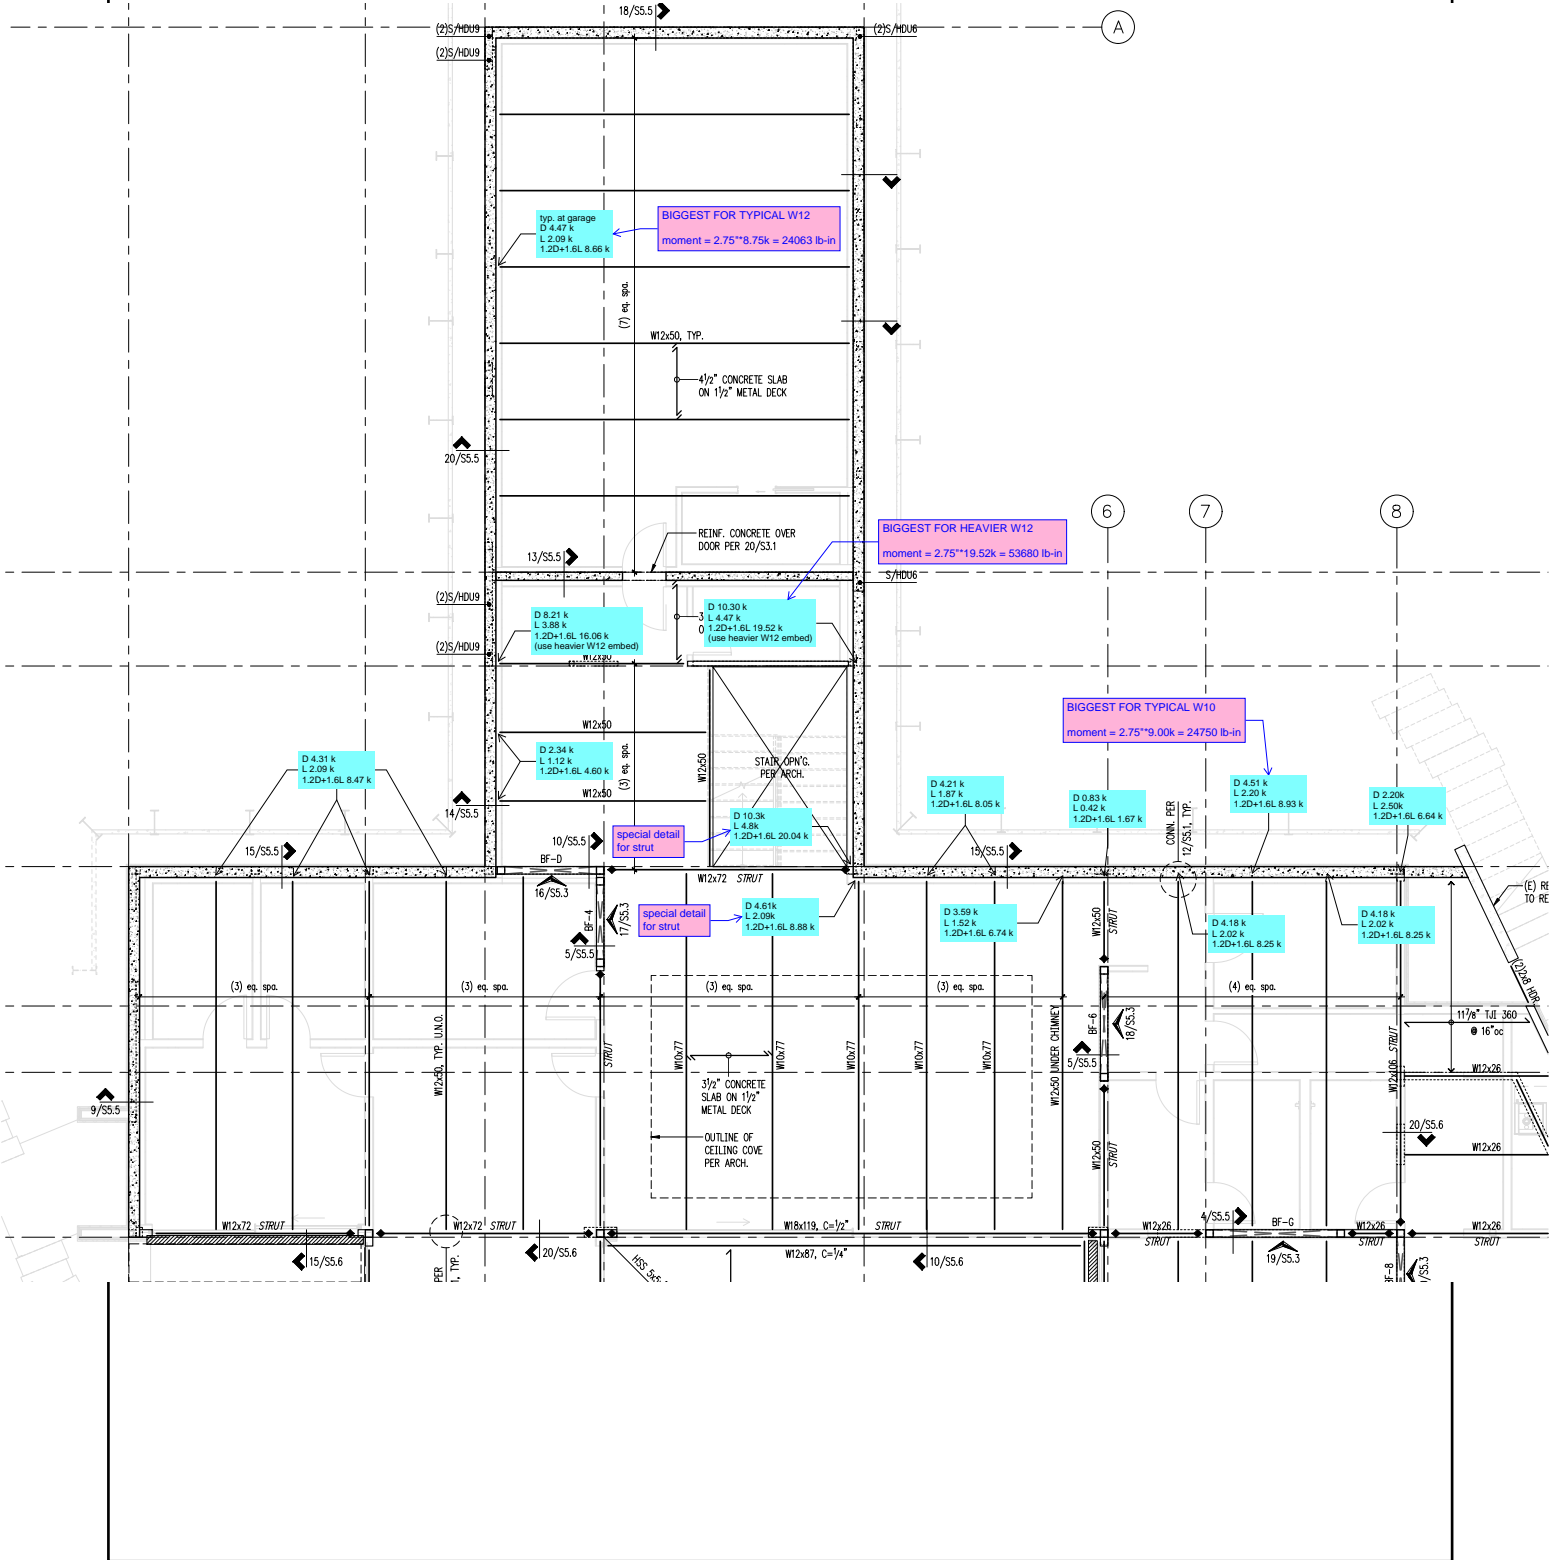 18/S5.5
(2)S/HDU9
(2)S/HDU6
A
(2)S/HDU9
typ. at garage
D 4.47 k
L 2.09 k
1.2D+1.6L 8.66 k
BIGGEST FOR TYPICAL W12
moment = 2.75"*8.75k = 24063 lb-in
(7) eq. spa.
W12x50, TYP.
4½" CONCRETE SLAB
ON 1½" METAL DECK
20/S5.5
6
7
8
REINF. CONCRETE OVER
DOOR PER 20/S3.1
BIGGEST FOR HEAVIER W12
moment = 2.75"*19.52k = 53680 lb-in
13/S5.5
S/HDU6
(2)S/HDU9
D 8.21 k
L 3.88 k
1.2D+1.6L 16.06 k
(use heavier W12 embed)
3
O
D 10.30 k
L 4.47 k
1.2D+1.6L 19.52 k
(use heavier W12 embed)
(2)S/HDU9
W12x50
W12x50
BIGGEST FOR TYPICAL W10
moment = 2.75"*9.00k = 24750 lb-in
D 2.34 k
L 1.12 k
1.2D+1.6L 4.60 k
(3) eq. spa.
W12x50
STAIR OPN'G.
PER ARCH.
D 4.31 k
L 2.09 k
1.2D+1.6L 8.47 k
W12x50
14/S5.5
D 4.21 k
L 1.87 k
1.2D+1.6L 8.05 k
D 0.83 k
L 0.42 k
1.2D+1.6L 1.67 k
D 4.51 k
L 2.20 k
1.2D+1.6L 8.93 k
D 2.20k
L 2.50k
1.2D+1.6L 6.64 k
CONN. PER
12/S5.1, TYP.
special detail
for strut
D 10.3k
L 4.8k
1.2D+1.6L 20.04 k
15/S5.5
10/S5.5
15/S5.5
BF-D
16/S5.3
W12x72 STRUT
(E) RE
TO RE
BF-4
17/S5.3
special detail
for strut
D 4.61k
L 2.09k
1.2D+1.6L 8.88 k
D 3.59 k
L 1.52 k
1.2D+1.6L 6.74 k
W12x50
STRUT
D 4.18 k
L 2.02 k
1.2D+1.6L 8.25 k
D 4.18 k
L 2.02 k
1.2D+1.6L 8.25 k
5/S5.5
(3) eq. spa.
(3) eq. spa.
(3) eq. spa.
(3) eq. spa.
(4) eq. spa.
(2)2x8 HDR
W12x50, TYP. U.N.O.
STRUT
W10x77
W10x77
W10x77
W10x77
W12x50 UNDER CHIMNEY
BF-6
18/S5.3
5/S5.5
W12x106 STRUT
11⅞" TJI 360
@ 16"oc
W12x26
3½" CONCRETE
SLAB ON 1½"
METAL DECK
9/S5.5
OUTLINE OF
CEILING COVE
PER ARCH.
W12x50
STRUT
20/S5.6
W12x26
W12x72 STRUT
W12x72 STRUT
W18x119, C=½" STRUT
W12x26
STRUT
4/S5.5
BF-G
W12x26
STRUT
W12x26
STRUT
15/S5.6
20/S5.6
W12x87, C=¼"
10/S5.6
19/S5.3
PER
1, TYP.
HSS 5x5
BF-8
/S5.3